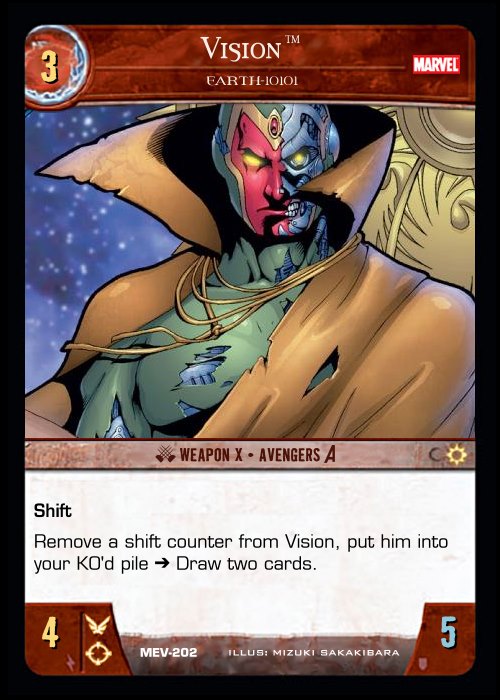 3
VISION™
EARTH-10101
MARVEL
WEAPON X • AVENGERS A
C
Shift
Remove a shift counter from Vision, put him into
your KO'd pile ➔ Draw two cards.
4
MEV-202
ILLUS: MIZUKI SAKAKIBARA
5